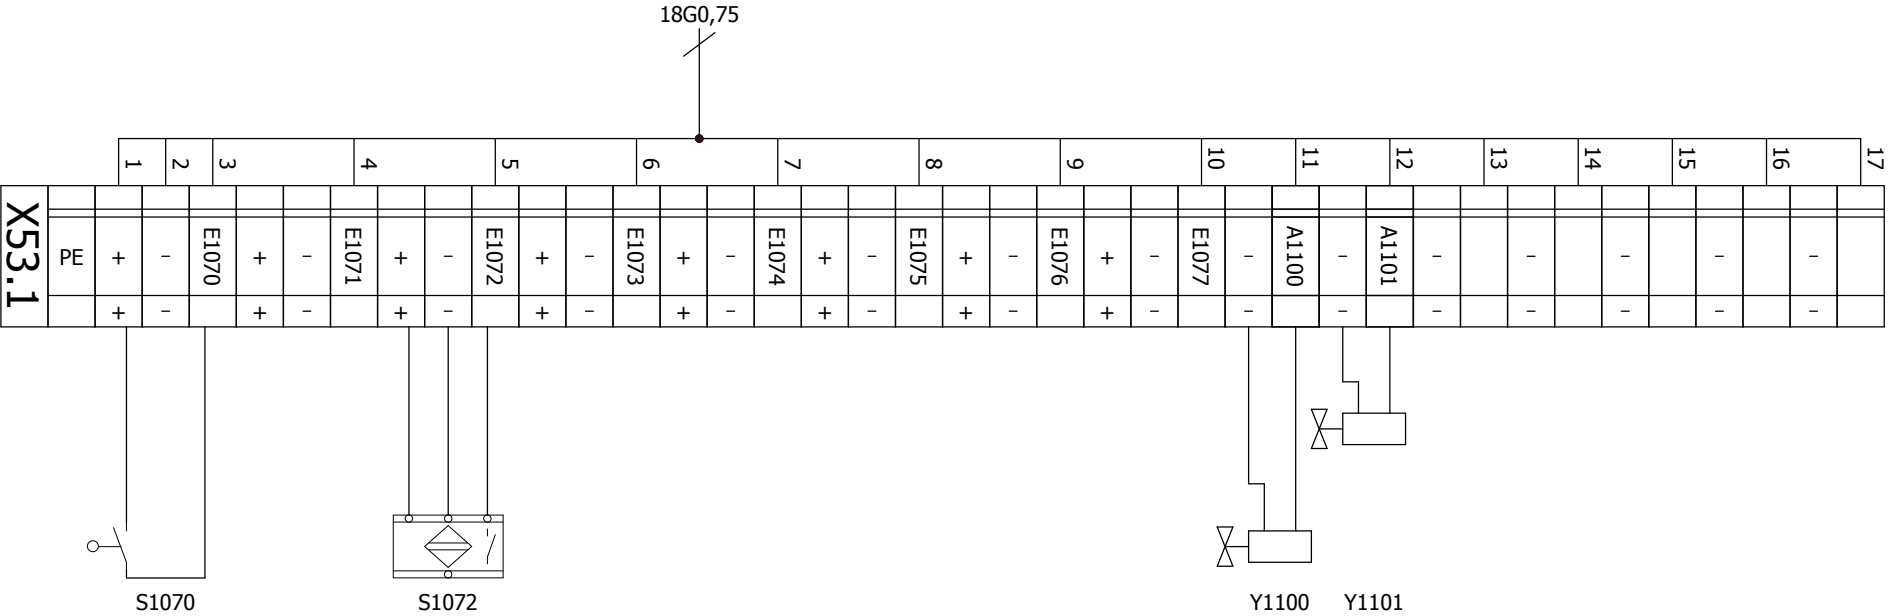 18G0,75
1 2 3 4 5 6 7 8 9 10 11 12 13 14 15 16 17
X53.1 PE + - E1070 + - E1071 + - E1072 + - E1073 + - E1074 + - E1075 + - E1076 + - E1077 - A1100 - A1101 - - - - -
+ - + - + - + - + - + - + - + - - - - - - - -
S1070 S1072 Y1100 Y1101